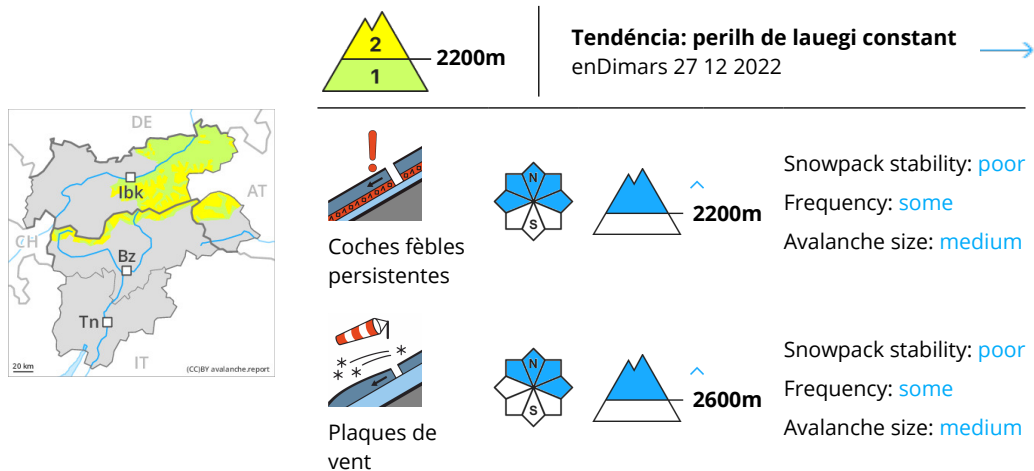 2
1
2200m
Tendéncia: perilh de lauegi constant
enDimars 27 12 2022
DE
AT
CH
IT
Ibk
Bz
Tn
20 km
(CC)BY avalanche.report
Coches fèbles
persistentes
N
S
2200m
Snowpack stability: poor
Frequency: some
Avalanche size: medium
Plaques de
vent
N
S
2600m
Snowpack stability: poor
Frequency: some
Avalanche size: medium